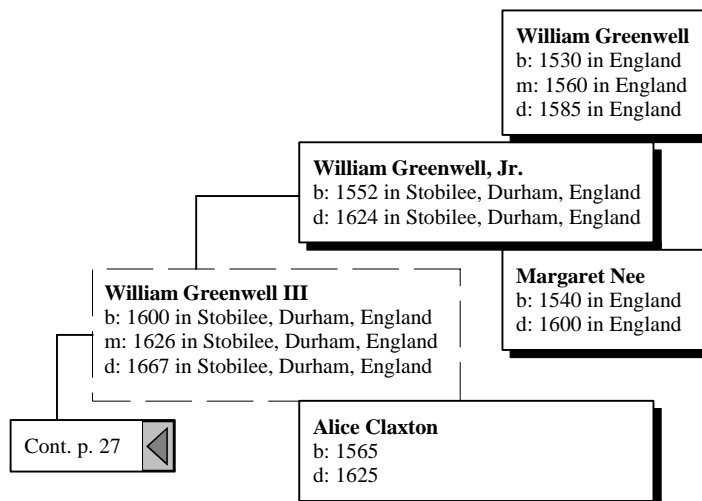 William Greenwell
b: 1530 in England
m: 1560 in England
d: 1585 in England
William Greenwell, Jr.
b: 1552 in Stobilee, Durham, England
d: 1624 in Stobilee, Durham, England
Margaret Nee
b: 1540 in England
d: 1600 in England
William Greenwell III
b: 1600 in Stobilee, Durham, England
m: 1626 in Stobilee, Durham, England
d: 1667 in Stobilee, Durham, England
Cont. p. 27
Alice Claxton
b: 1565
d: 1625